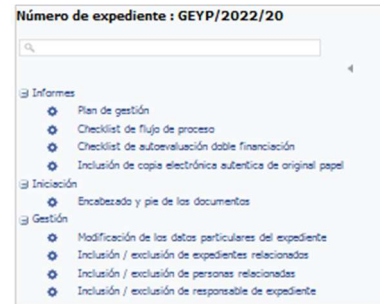 Número de expediente : GEYP/2022/20
Informes
Plan de gestión
Checklist de flujo de proceso
Checklist de autoevaluación doble financiación
Inclusión de copia electrónica autentica de original papel
Iniciación
Encabezado y pie de los documentos
Gestión
Modificación de los datos particulares del expediente
Inclusión / exclusión de expedientes relacionados
Inclusión / exclusión de personas relacionadas
Inclusión / exclusión de responsable de expediente